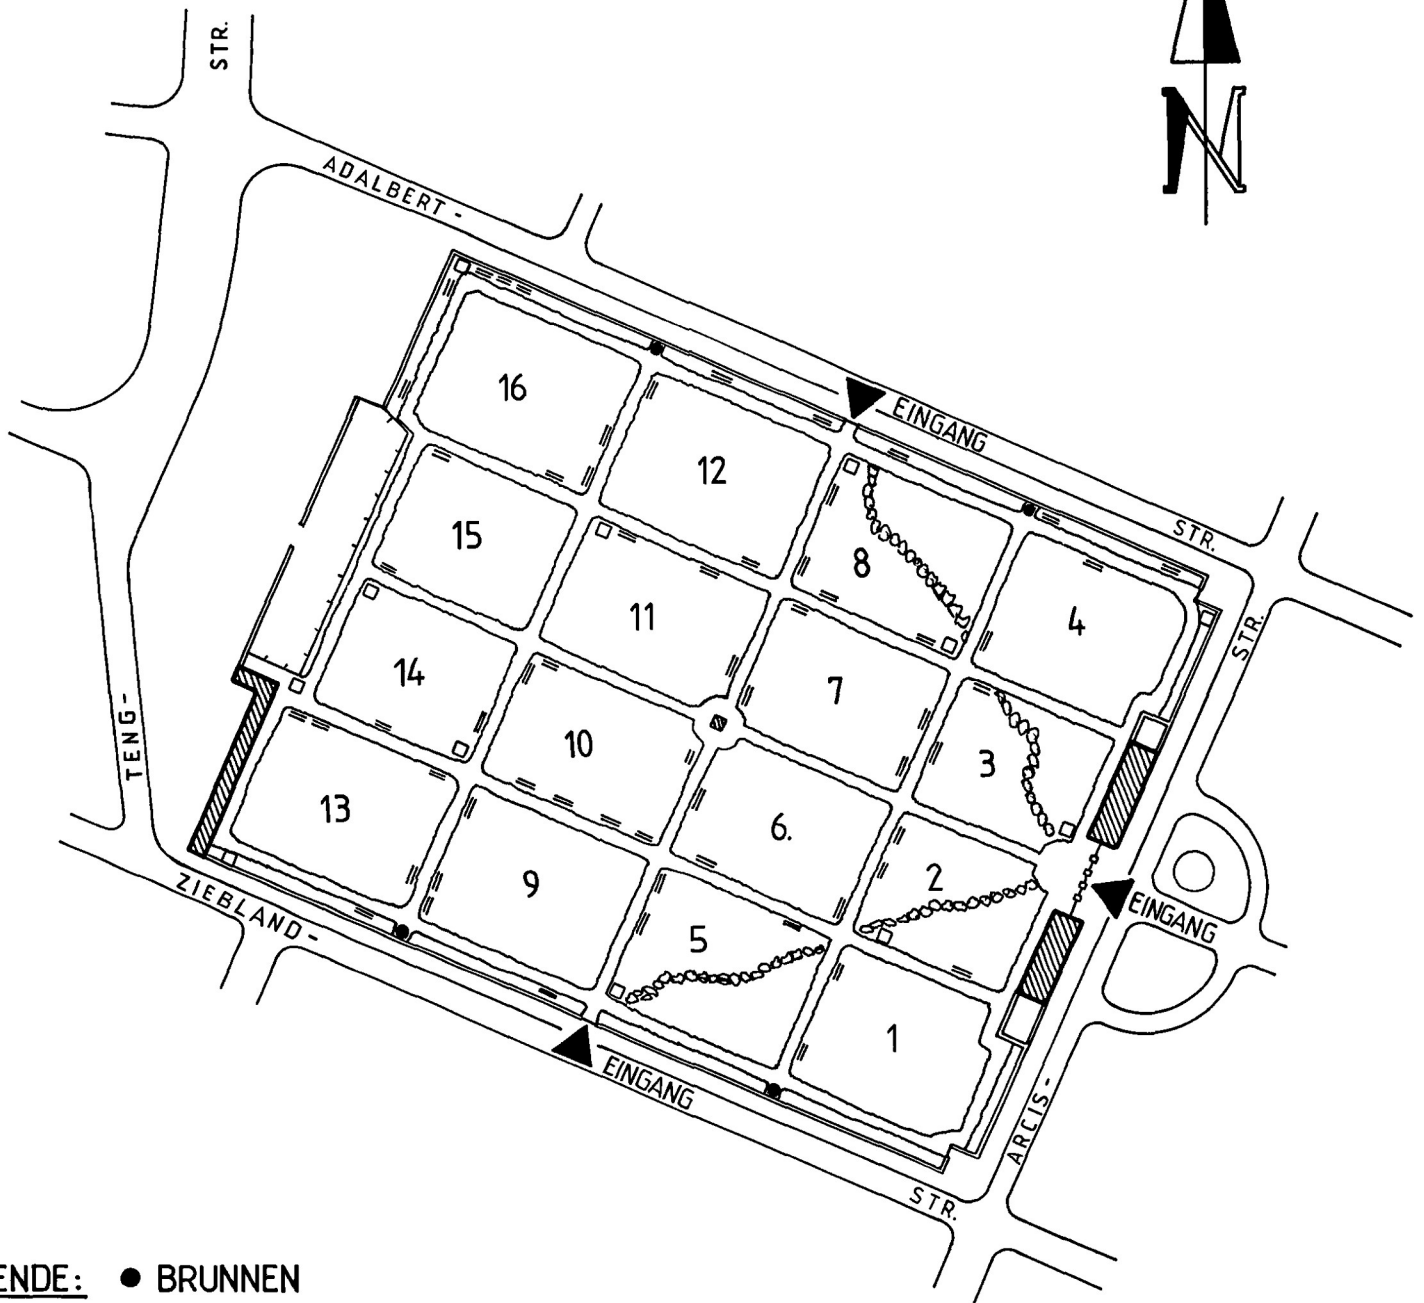 STR.
N
ADALBERT-
EINGANG
STR.
16
12
15
8
11
4
STR.
14
7
10
3
TENG-
13
6.
9
2
EINGANG
ZIEBLAND-
5
1
EINGANG
ARCIS-
STR.
ENDE: ● BRUNNEN